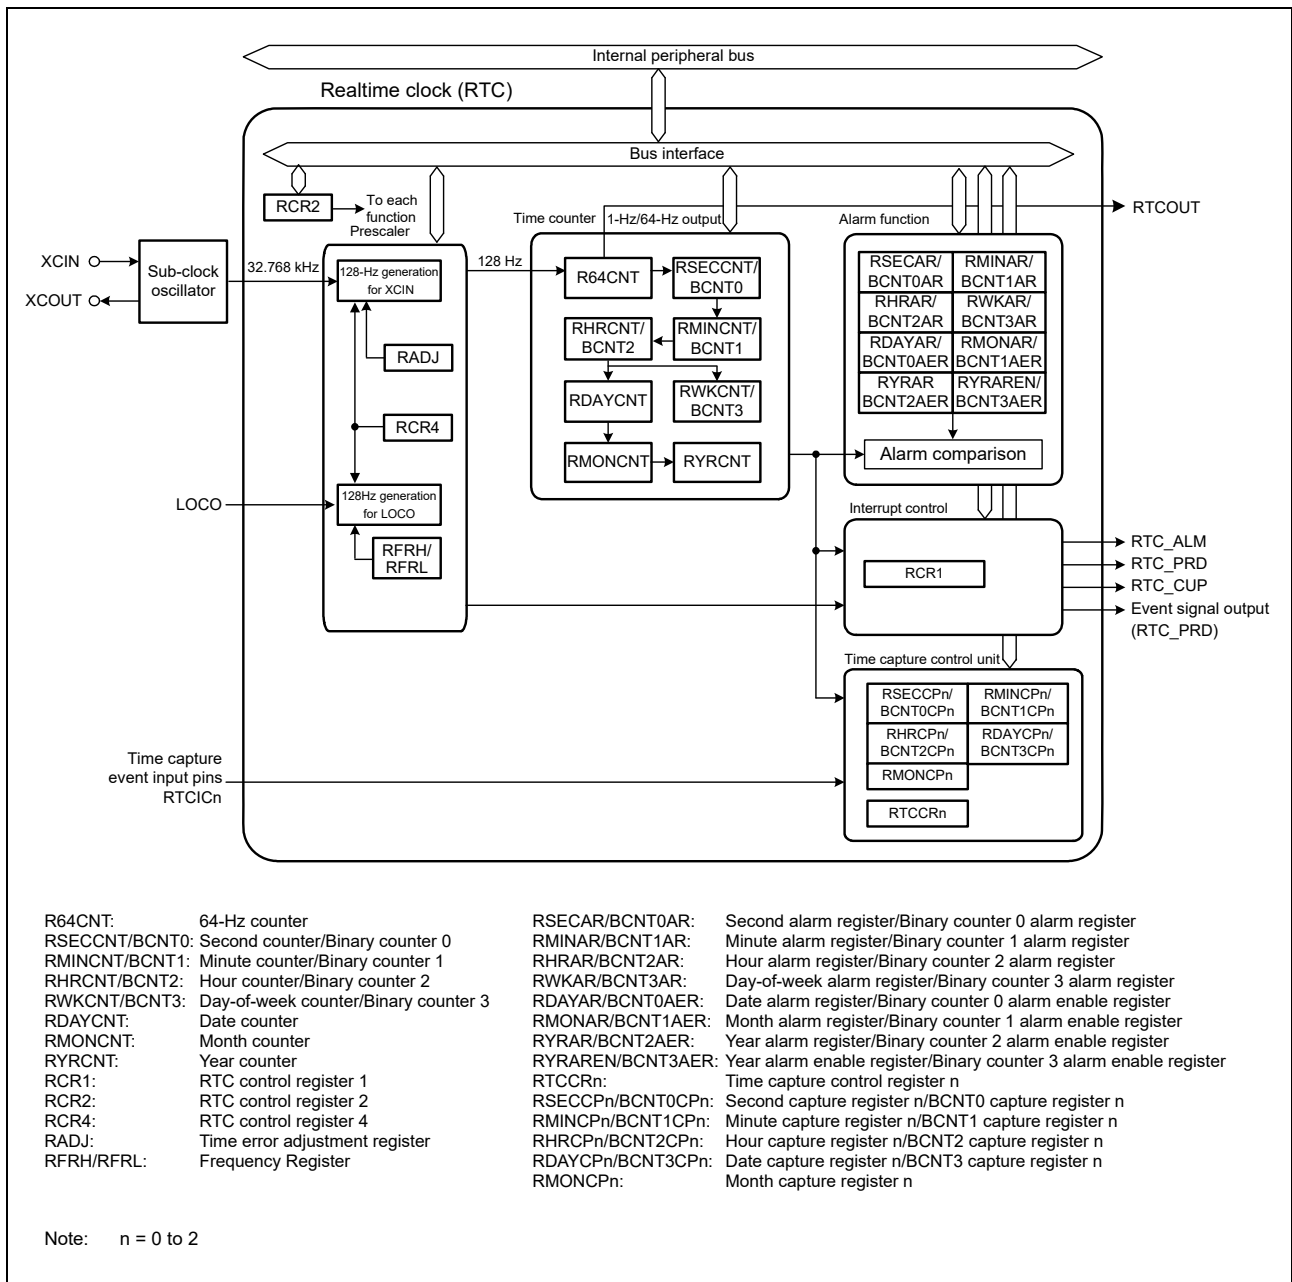 Internal peripheral bus
Realtime clock (RTC)
Bus interface
RCR2
To each
function
Prescaler
Time counter
1-Hz/64-Hz output
Alarm function
RTCOUT
XCIN
XCOUT
Sub-clock
oscillator
32.768 kHz
128-Hz generation
for XCIN
RADJ
RCR4
LOCO
128Hz generation
for LOCO
RFRH/
RFRL
128 Hz
R64CNT
RSECCNT/
BCNT0
RHRCNT/
BCNT2
RMINCNT/
BCNT1
RDAYCNT
RWKCNT/
BCNT3
RMONCNT
RYRCNT
RSECAR/
BCNT0AR
RMINAR/
BCNT1AR
RHRAR/
BCNT2AR
RWKAR/
BCNT3AR
RDAYAR/
BCNT0AER
RMONAR/
BCNT1AER
RYRAR
BCNT2AER
RYRAREN/
BCNT3AER
Alarm comparison
Interrupt control
RCR1
RTC_ALM
RTC_PRD
RTC_CUP
Event signal output
(RTC_PRD)
Time capture control unit
RSECCPn/
BCNT0CPn
RMINCPn/
BCNT1CPn
RHRCPn/
BCNT2CPn
RDAYCPn/
BCNT3CPn
RMONCPn
RTCCRn
Time capture
event input pins
RTCICn
R64CNT: 64-Hz counter
RSECCNT/BCNT0: Second counter/Binary counter 0
RMINCNT/BCNT1: Minute counter/Binary counter 1
RHRCNT/BCNT2: Hour counter/Binary counter 2
RWKCNT/BCNT3: Day-of-week counter/Binary counter 3
RDAYCNT: Date counter
RMONCNT: Month counter
RYRCNT: Year counter
RCR1: RTC control register 1
RCR2: RTC control register 2
RCR4: RTC control register 4
RADJ: Time error adjustment register
RFRH/RFRL: Frequency Register
RSECAR/BCNT0AR: Second alarm register/Binary counter 0 alarm register
RMINAR/BCNT1AR: Minute alarm register/Binary counter 1 alarm register
RHRAR/BCNT2AR: Hour alarm register/Binary counter 2 alarm register
RWKAR/BCNT3AR: Day-of-week alarm register/Binary counter 3 alarm register
RDAYAR/BCNT0AER: Date alarm register/Binary counter 0 alarm enable register
RMONAR/BCNT1AER: Month alarm register/Binary counter 1 alarm enable register
RYRAR/BCNT2AER: Year alarm register/Binary counter 2 alarm enable register
RYRAREN/BCNT3AER: Year alarm enable register/Binary counter 3 alarm enable register
RTCCRn: Time capture control register n
RSECCPn/BCNT0CPn: Second capture register n/BCNT0 capture register n
RMINCPn/BCNT1CPn: Minute capture register n/BCNT1 capture register n
RHRCPn/BCNT2CPn: Hour capture register n/BCNT2 capture register n
RDAYCPn/BCNT3CPn: Date capture register n/BCNT3 capture register n
RMONCPn: Month capture register n
Note: n = 0 to 2